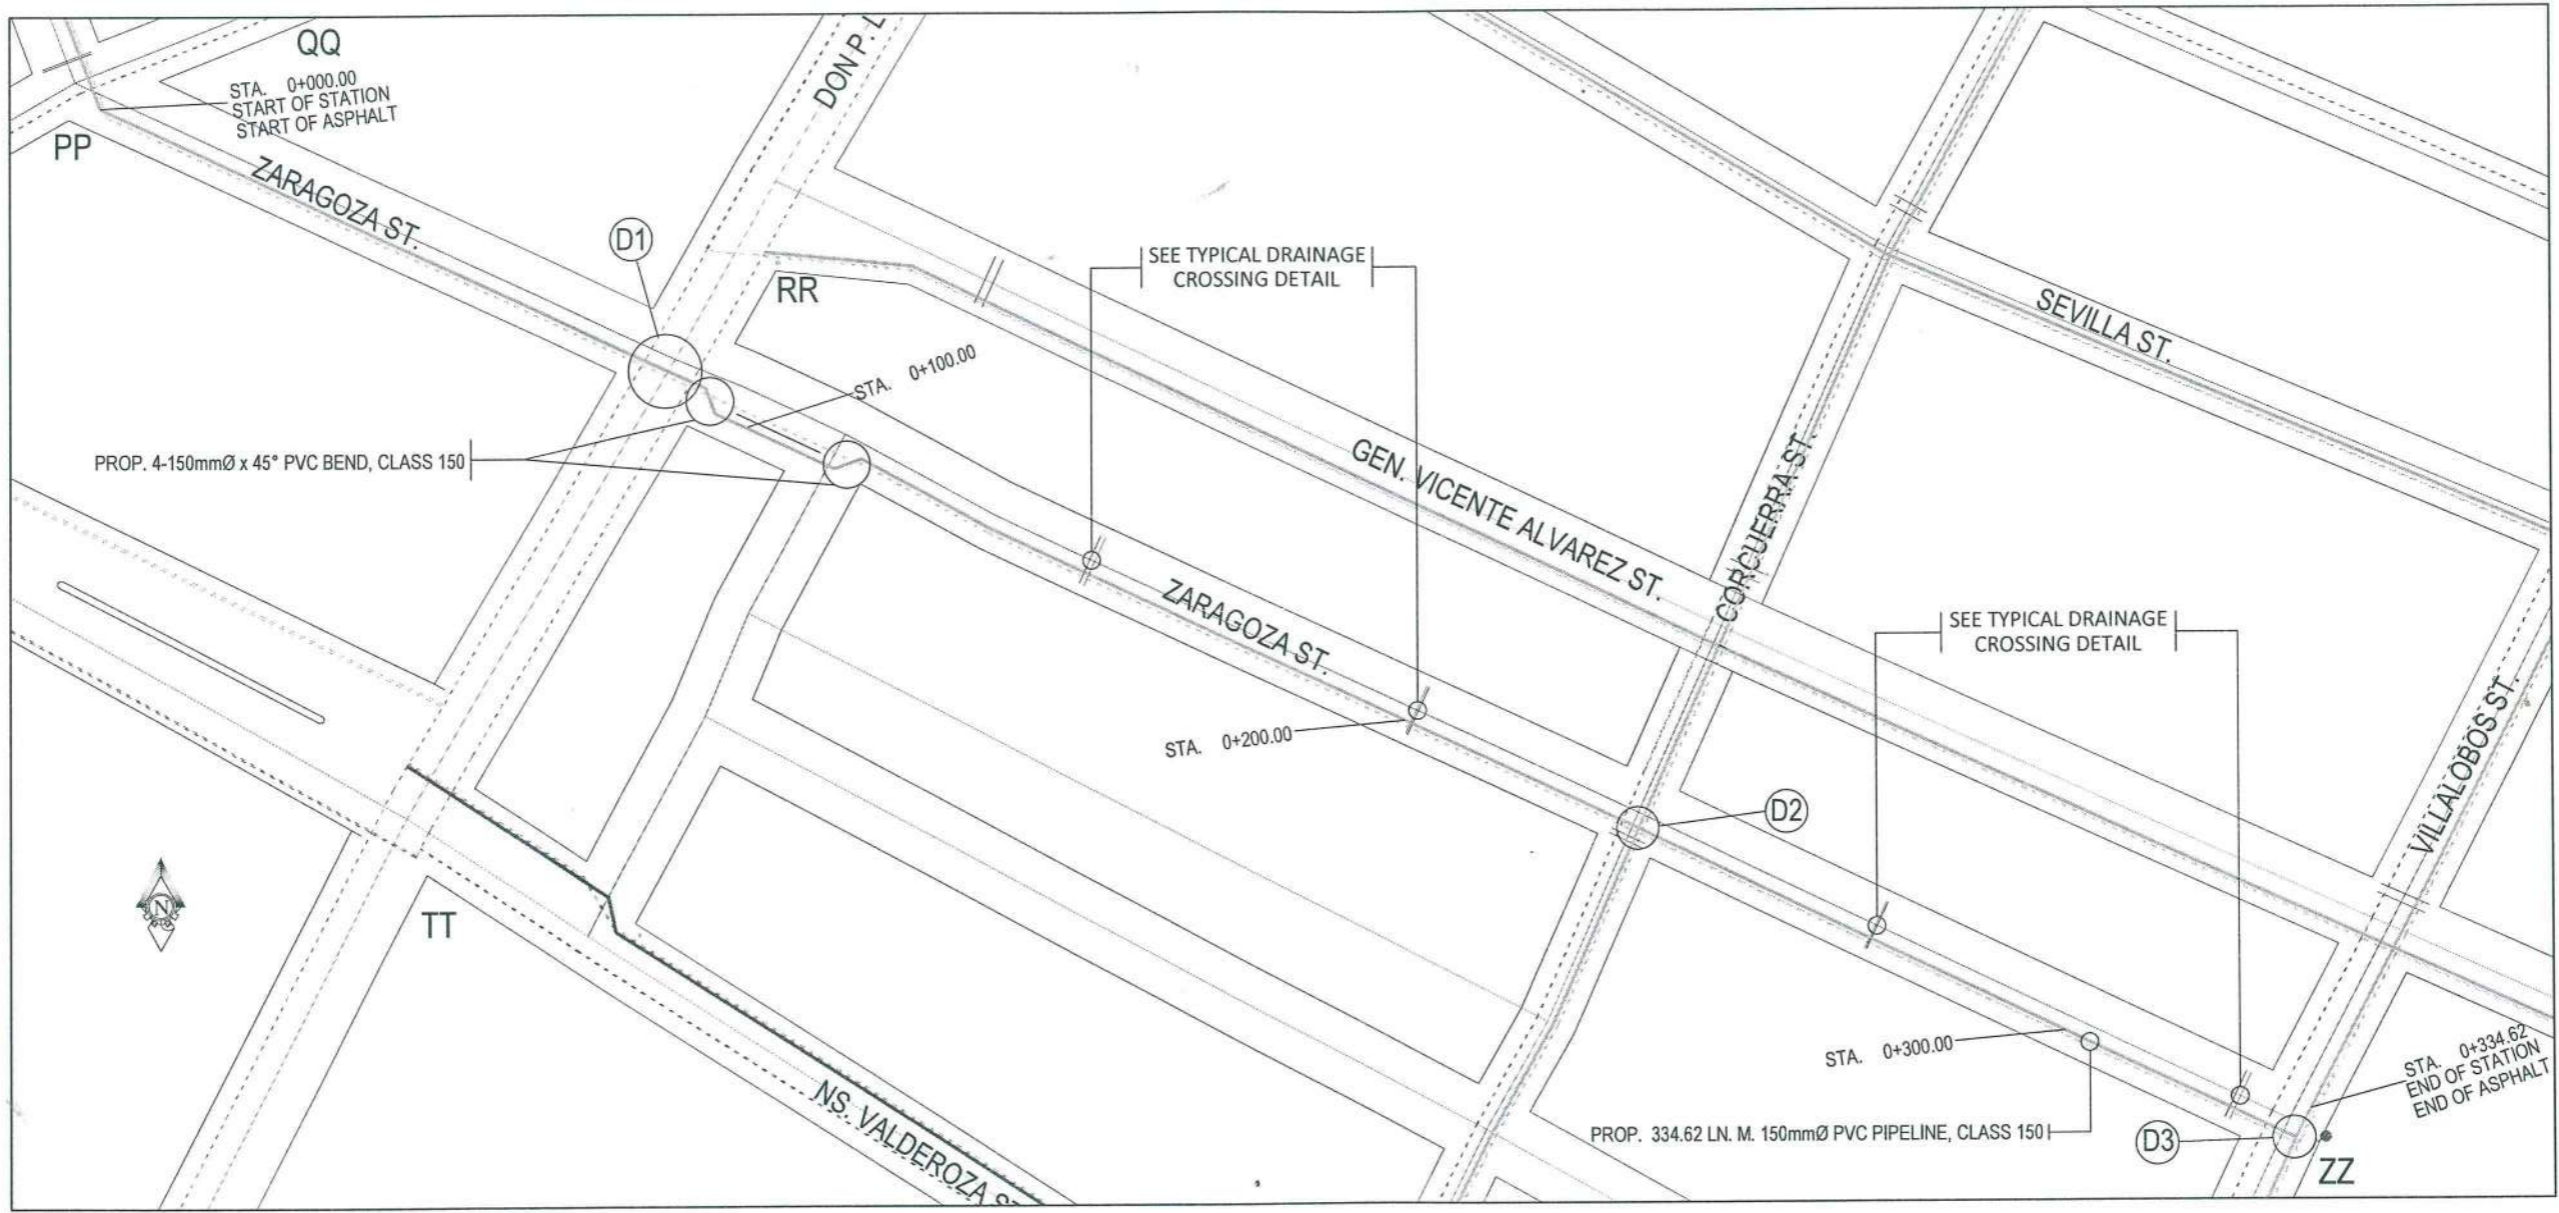 QQ
STA. 0+000.00
START OF STATION
START OF ASPHALT
PP
ZARAGOZA ST.
DON P. L
D1
RR
SEE TYPICAL DRAINAGE
CROSSING DETAIL
STA. 0+100.00
SEVILLA ST.
PROP. 4-150mmØ x 45° PVC BEND, CLASS 150
GEN. VICENTE ALVAREZ ST.
CORCUERRA ST.
ZARAGOZA ST.
SEE TYPICAL DRAINAGE
CROSSING DETAIL
STA. 0+200.00
VILLALOBOS ST.
D2
N
TT
STA. 0+300.00
STA. 0+334.62
END OF STATION
END OF ASPHALT
NS. VALDEROZA ST
PROP. 334.62 LN. M. 150mmØ PVC PIPELINE, CLASS 150
D3
ZZ